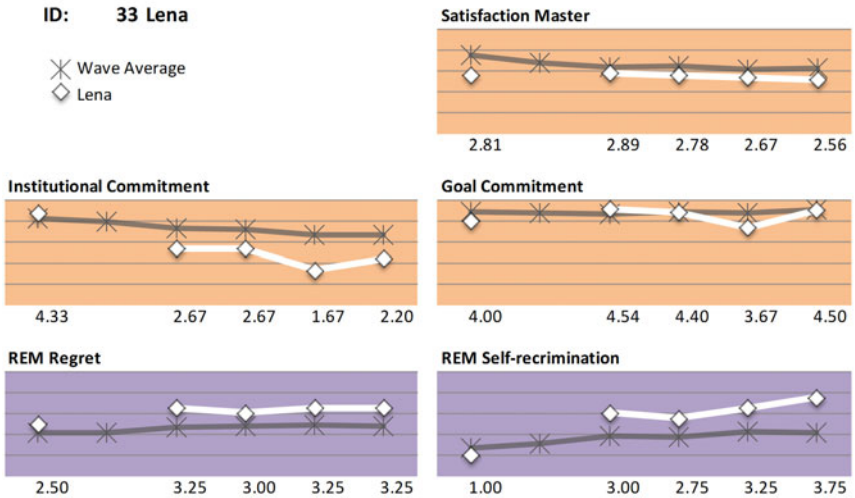 ID: 33 Lena
Wave Average
Lena
Satisfaction Master
2.81 2.89 2.78 2.67 2.56
Institutional Commitment
4.33 2.67 2.67 1.67 2.20
Goal Commitment
4.00 4.54 4.40 3.67 4.50
REM Regret
2.50 3.25 3.00 3.25 3.25
REM Self-recrimination
1.00 3.00 2.75 3.25 3.75